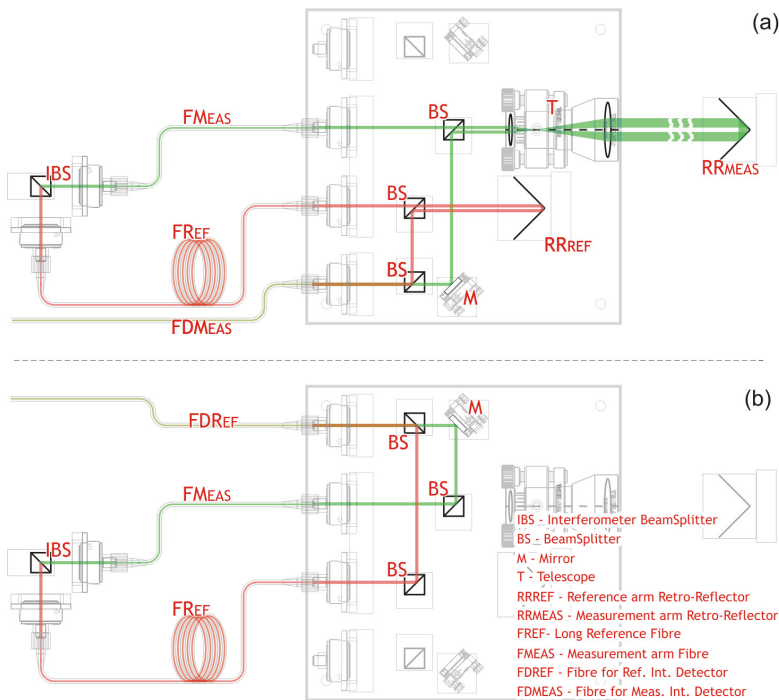 (a)
FMEAS
BS
T
IBS
BS
RRMEAS
FREF
RRREF
BS
M
FDMEAS
(b)
M
FDREF
BS
FMEAS
BS
IBS - Interferometer BeamSplitter
BS - BeamSplitter
IBS
M - Mirror
BS
T - Telescope
RRREF - Reference arm Retro-Reflector
FREF
RRMEAS - Measurement arm Retro-Reflector
FREF- Long Reference Fibre
FMEAS - Measurement arm Fibre
FDREF - Fibre for Ref. Int. Detector
FDMEAS - Fibre for Meas. Int. Detector